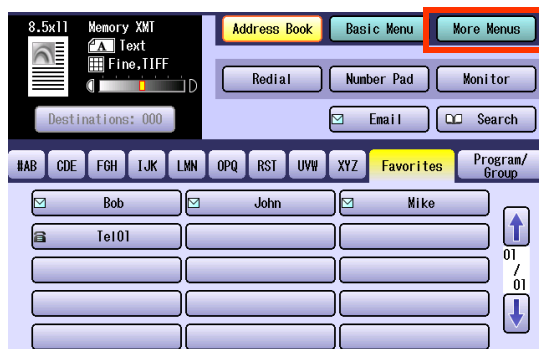 8.5x11 Memory XMT
A Text
Fine,TIFF
D
Destinations: 000
Address Book Basic Menu More Menus
Redial Number Pad Monitor
Email Search
#AB CDE FGH IJK LMN OPQ RST UVW XYZ Favorites Program/
Group
Bob John Mike
Tel01
01
/
01